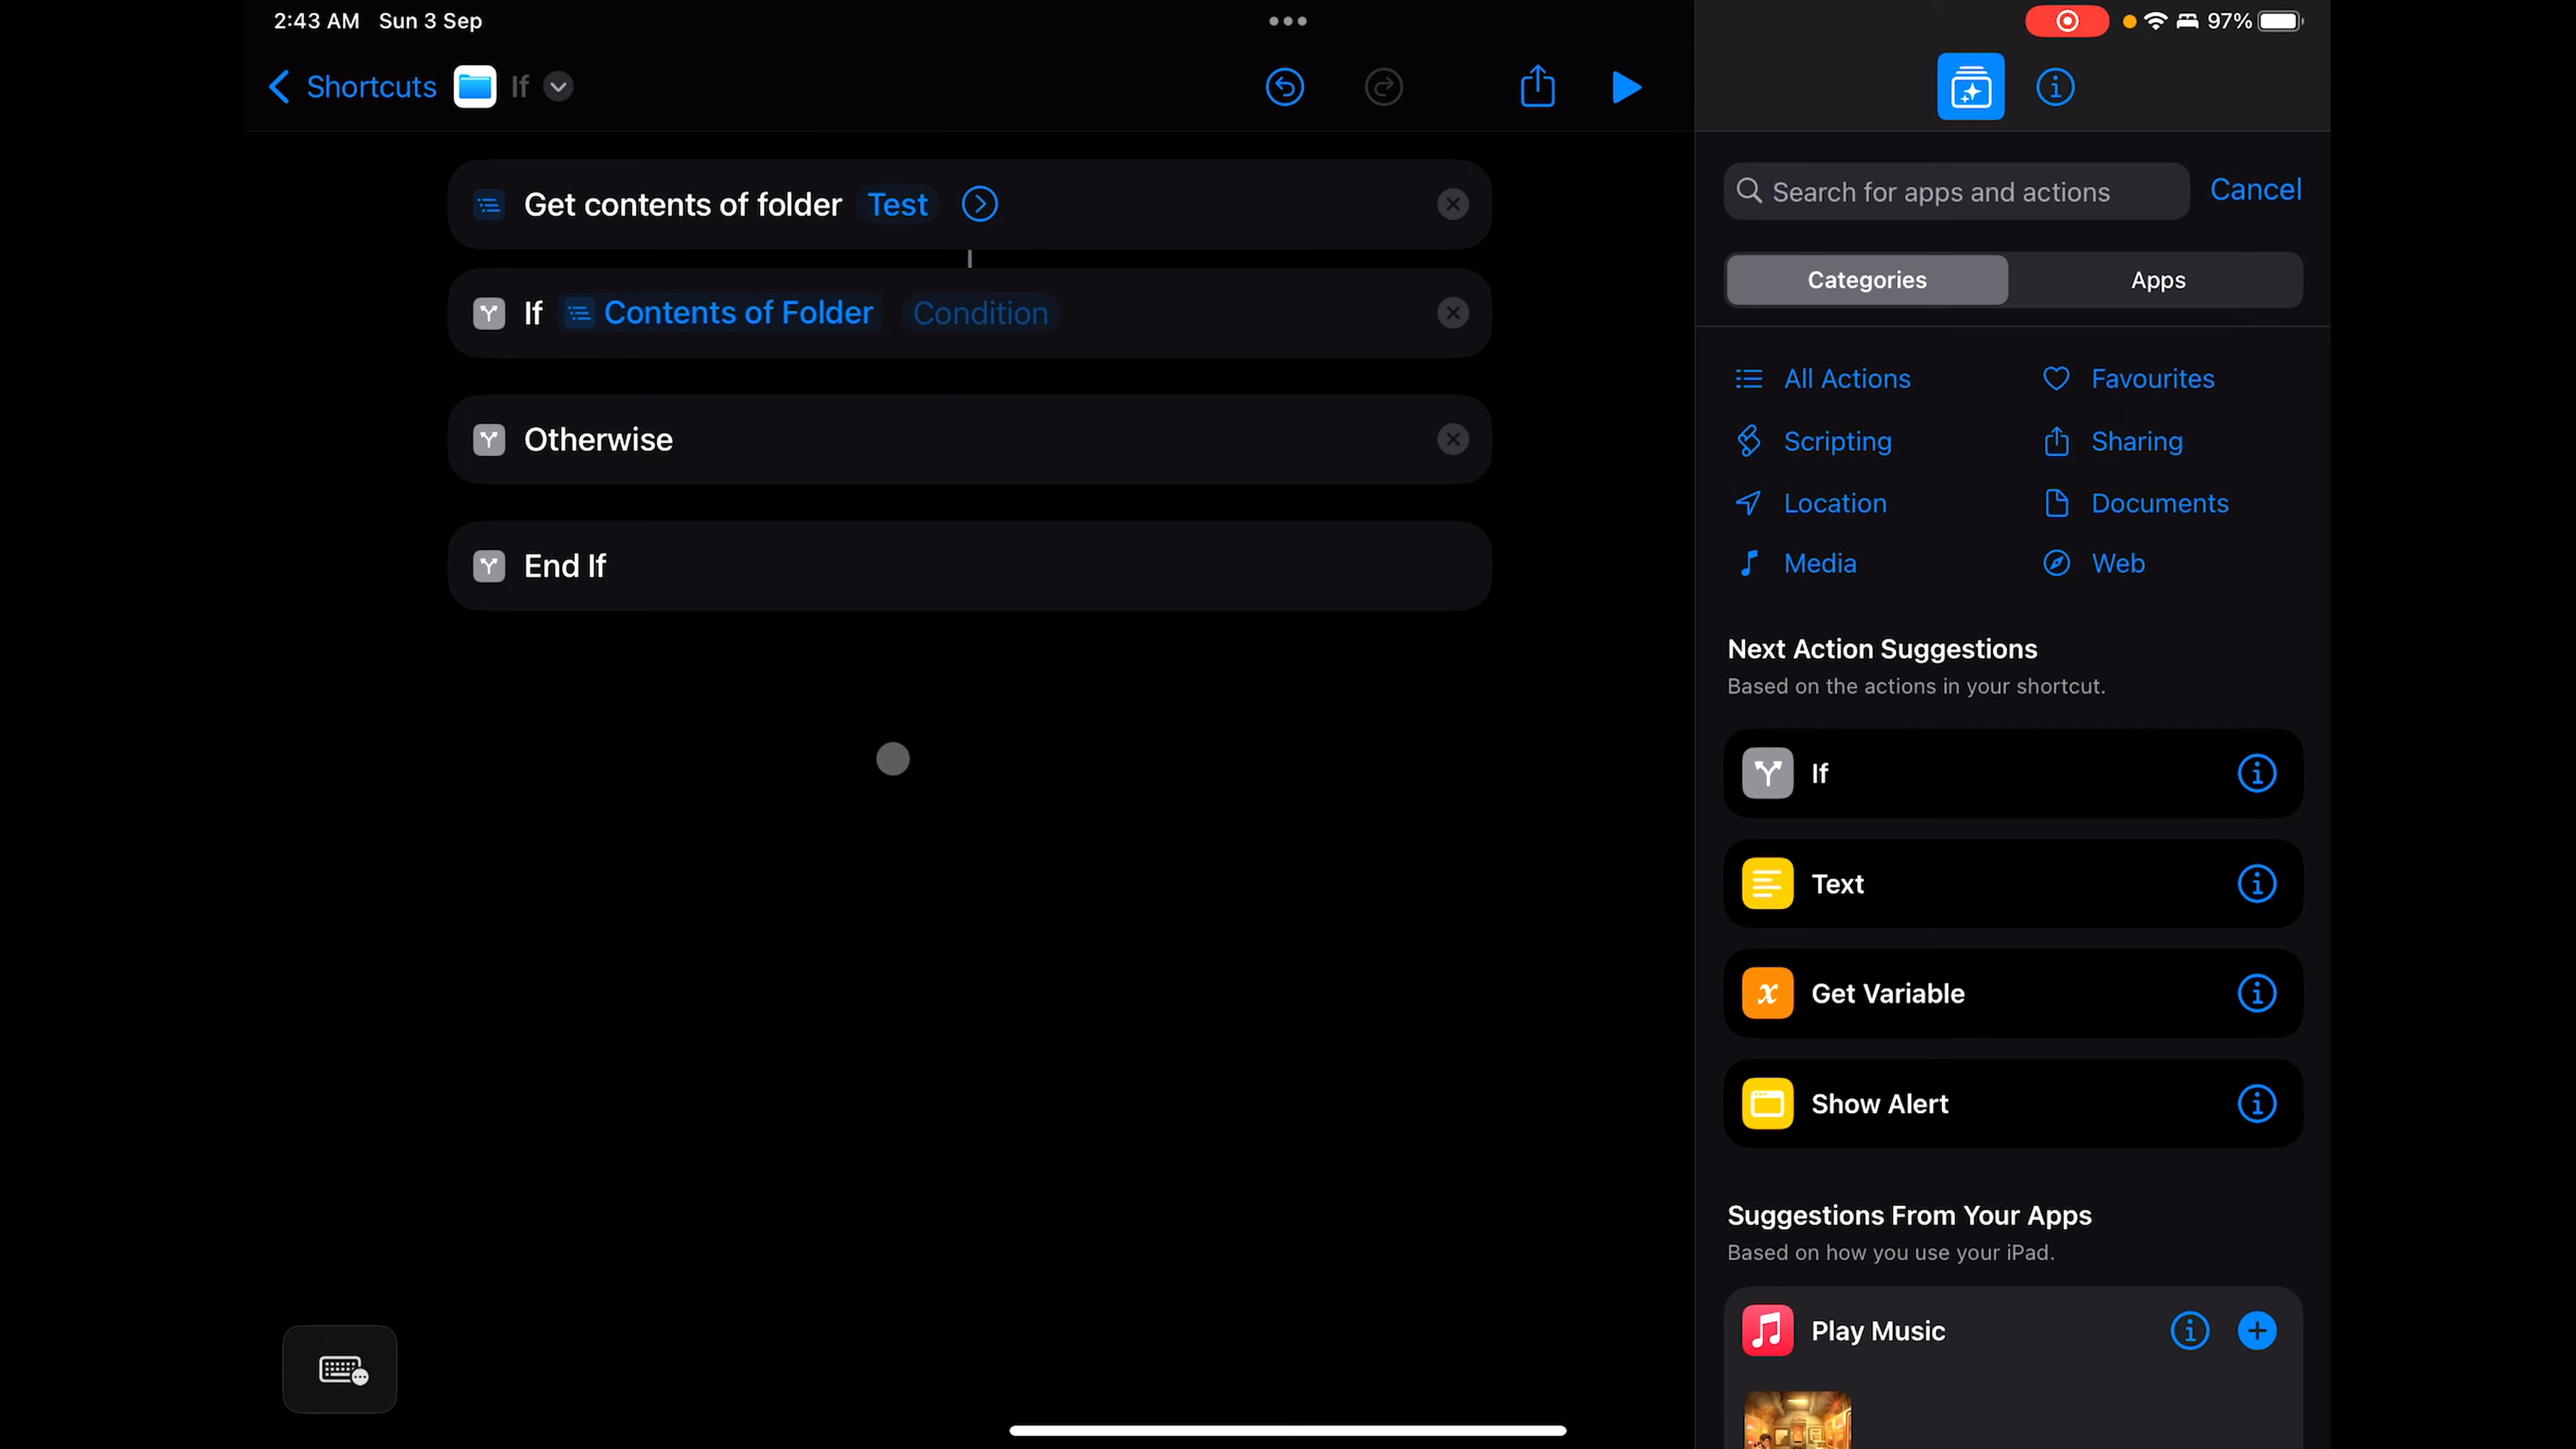 2:43 AM Sun 3 Sep
97%
Shortcuts If
Get contents of folder Test
If Contents of Folder Condition
Otherwise
End If
Search for apps and actions Cancel
Categories Apps
All Actions Favourites
Scripting Sharing
Location Documents
Media Web
Next Action Suggestions
Based on the actions in your shortcut.
If
Text
Get Variable
Show Alert
Suggestions From Your Apps
Based on how you use your iPad.
Play Music